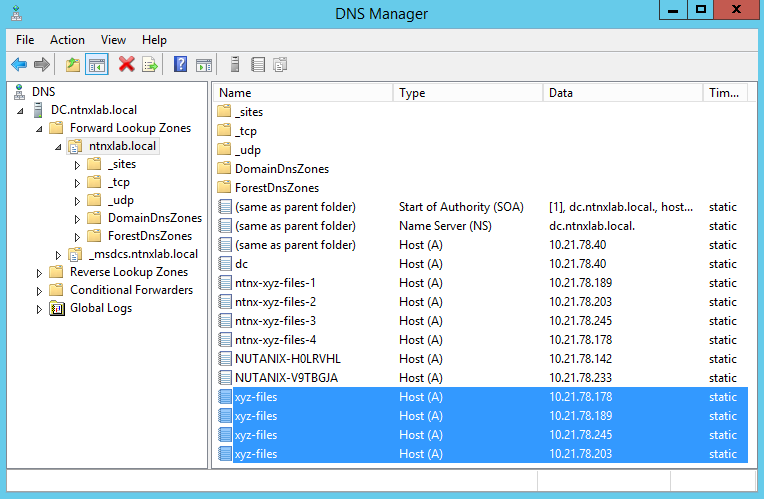 DNS Manager
File Action View Help
DNS
DC.ntnxlab.local
Forward Lookup Zones
ntnxlab.local
_sites
_tcp
_udp
DomainDnsZones
ForestDnsZones
_msdcs.ntnxlab.local
Reverse Lookup Zones
Conditional Forwarders
Global Logs
Name Type Data Tim...
_sites
_tcp
_udp
DomainDnsZones
ForestDnsZones
(same as parent folder) Start of Authority (SOA) [1], dc.ntnxlab.local., host... static
(same as parent folder) Name Server (NS) dc.ntnxlab.local. static
(same as parent folder) Host (A) 10.21.78.40 static
dc Host (A) 10.21.78.40 static
ntnx-xyz-files-1 Host (A) 10.21.78.189 static
ntnx-xyz-files-2 Host (A) 10.21.78.203 static
ntnx-xyz-files-3 Host (A) 10.21.78.245 static
ntnx-xyz-files-4 Host (A) 10.21.78.178 static
NUTANIX-H0LRVHL Host (A) 10.21.78.142 static
NUTANIX-V9TBGJA Host (A) 10.21.78.233 static
xyz-files Host (A) 10.21.78.178 static
xyz-files Host (A) 10.21.78.189 static
xyz-files Host (A) 10.21.78.245 static
xyz-files Host (A) 10.21.78.203 static